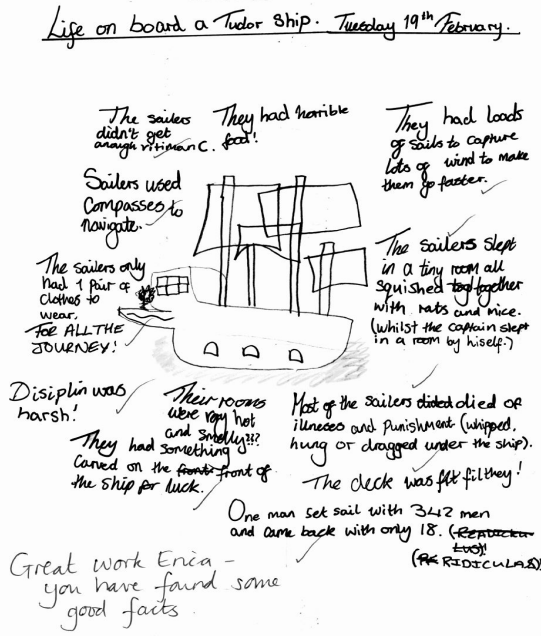 Life on board a Tudor Ship. Tuesday 19th February.
The sailers
didn't get
anough vitiman C.
They had horrible
food!
They had loads
of sails to capture
lots of wind to make
them go faster.
Sailers used
Compasses to
navigate.
The sailers slept
in a tiny room all
squished together
with rats and mice.
(whilst the captain slept
in a room by hiself.)
The sailers only
had 1 pair of
clothes to
wear.
FOR ALL THE
JOURNEY!
Disiplin was
harsh!
Their rooms
were very hot
and smelly???
Most of the sailers died of
illneces and Punishment (whipped,
hung or dragged under the ship).
They had something
carved on the front front of
the ship for luck.
The deck was filthey!
One man set sail with 342 men
and came back with only 18.
(RIDICULAS)!
Great work Erica –
you have found some
good facts.